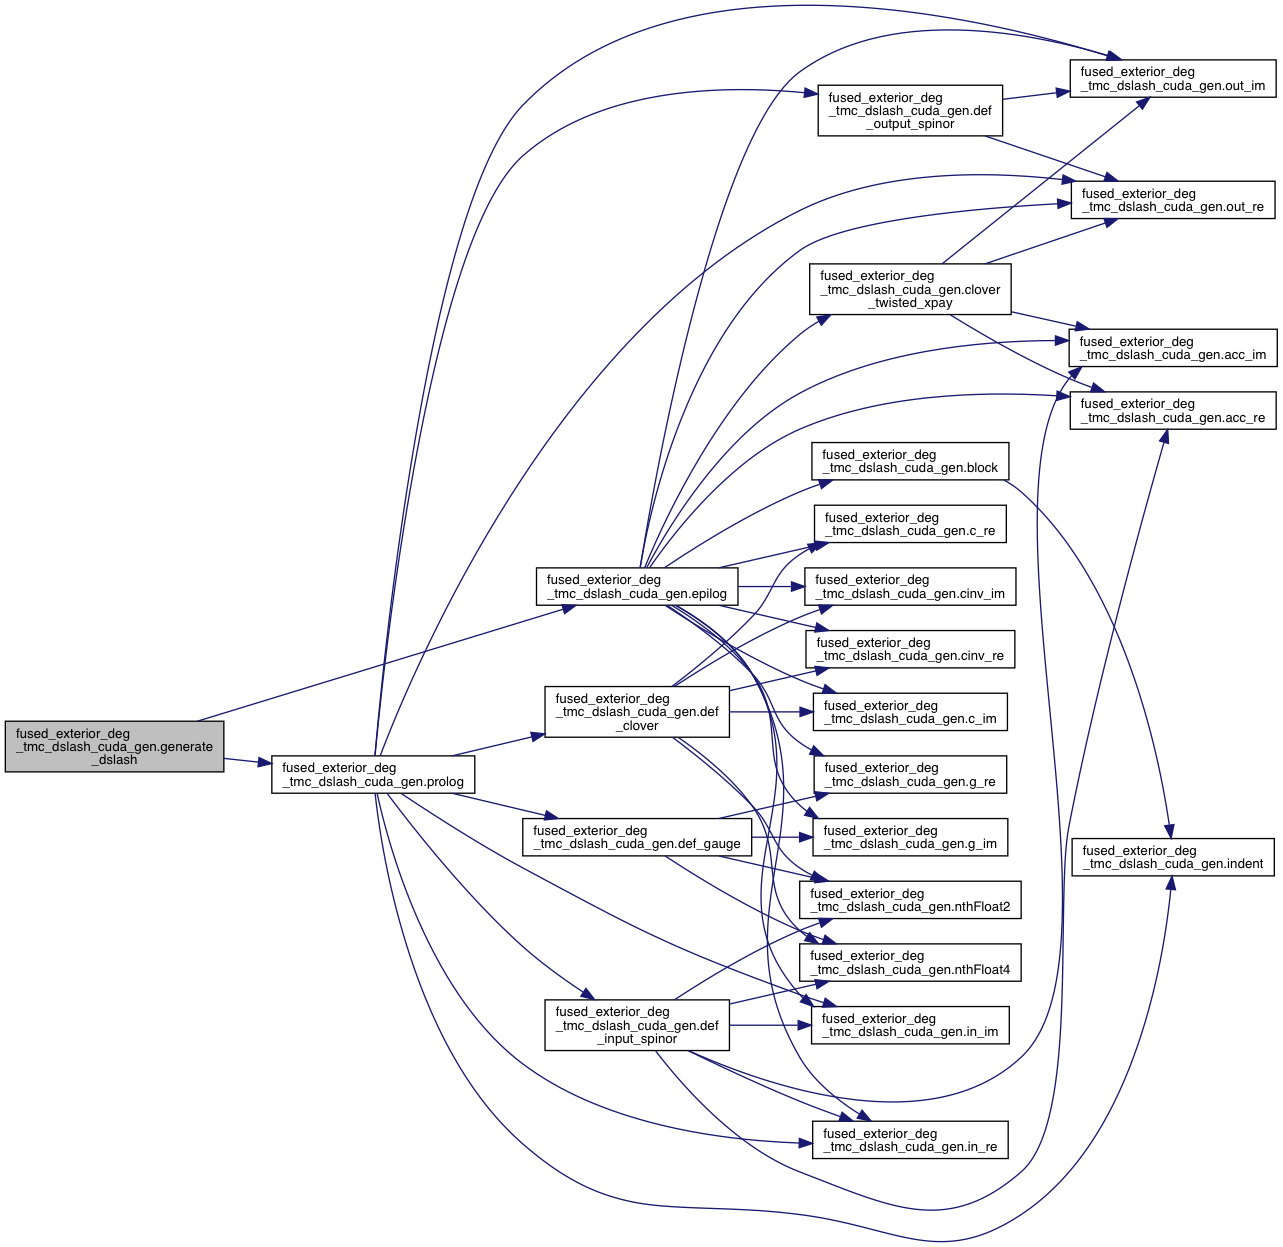 fused_exterior_deg
_tmc_dslash_cuda_gen.out_im
fused_exterior_deg
_tmc_dslash_cuda_gen.def
_output_spinor
fused_exterior_deg
_tmc_dslash_cuda_gen.out_re
fused_exterior_deg
_tmc_dslash_cuda_gen.clover
_twisted_xpay
fused_exterior_deg
_tmc_dslash_cuda_gen.acc_im
fused_exterior_deg
_tmc_dslash_cuda_gen.acc_re
fused_exterior_deg
_tmc_dslash_cuda_gen.block
fused_exterior_deg
_tmc_dslash_cuda_gen.c_re
fused_exterior_deg
_tmc_dslash_cuda_gen.epilog
fused_exterior_deg
_tmc_dslash_cuda_gen.cinv_im
fused_exterior_deg
_tmc_dslash_cuda_gen.cinv_re
fused_exterior_deg
_tmc_dslash_cuda_gen.def
_clover
fused_exterior_deg
_tmc_dslash_cuda_gen.c_im
fused_exterior_deg
_tmc_dslash_cuda_gen.generate
_dslash
fused_exterior_deg
_tmc_dslash_cuda_gen.prolog
fused_exterior_deg
_tmc_dslash_cuda_gen.g_re
fused_exterior_deg
_tmc_dslash_cuda_gen.def_gauge
fused_exterior_deg
_tmc_dslash_cuda_gen.g_im
fused_exterior_deg
_tmc_dslash_cuda_gen.indent
fused_exterior_deg
_tmc_dslash_cuda_gen.nthFloat2
fused_exterior_deg
_tmc_dslash_cuda_gen.nthFloat4
fused_exterior_deg
_tmc_dslash_cuda_gen.def
_input_spinor
fused_exterior_deg
_tmc_dslash_cuda_gen.in_im
fused_exterior_deg
_tmc_dslash_cuda_gen.in_re